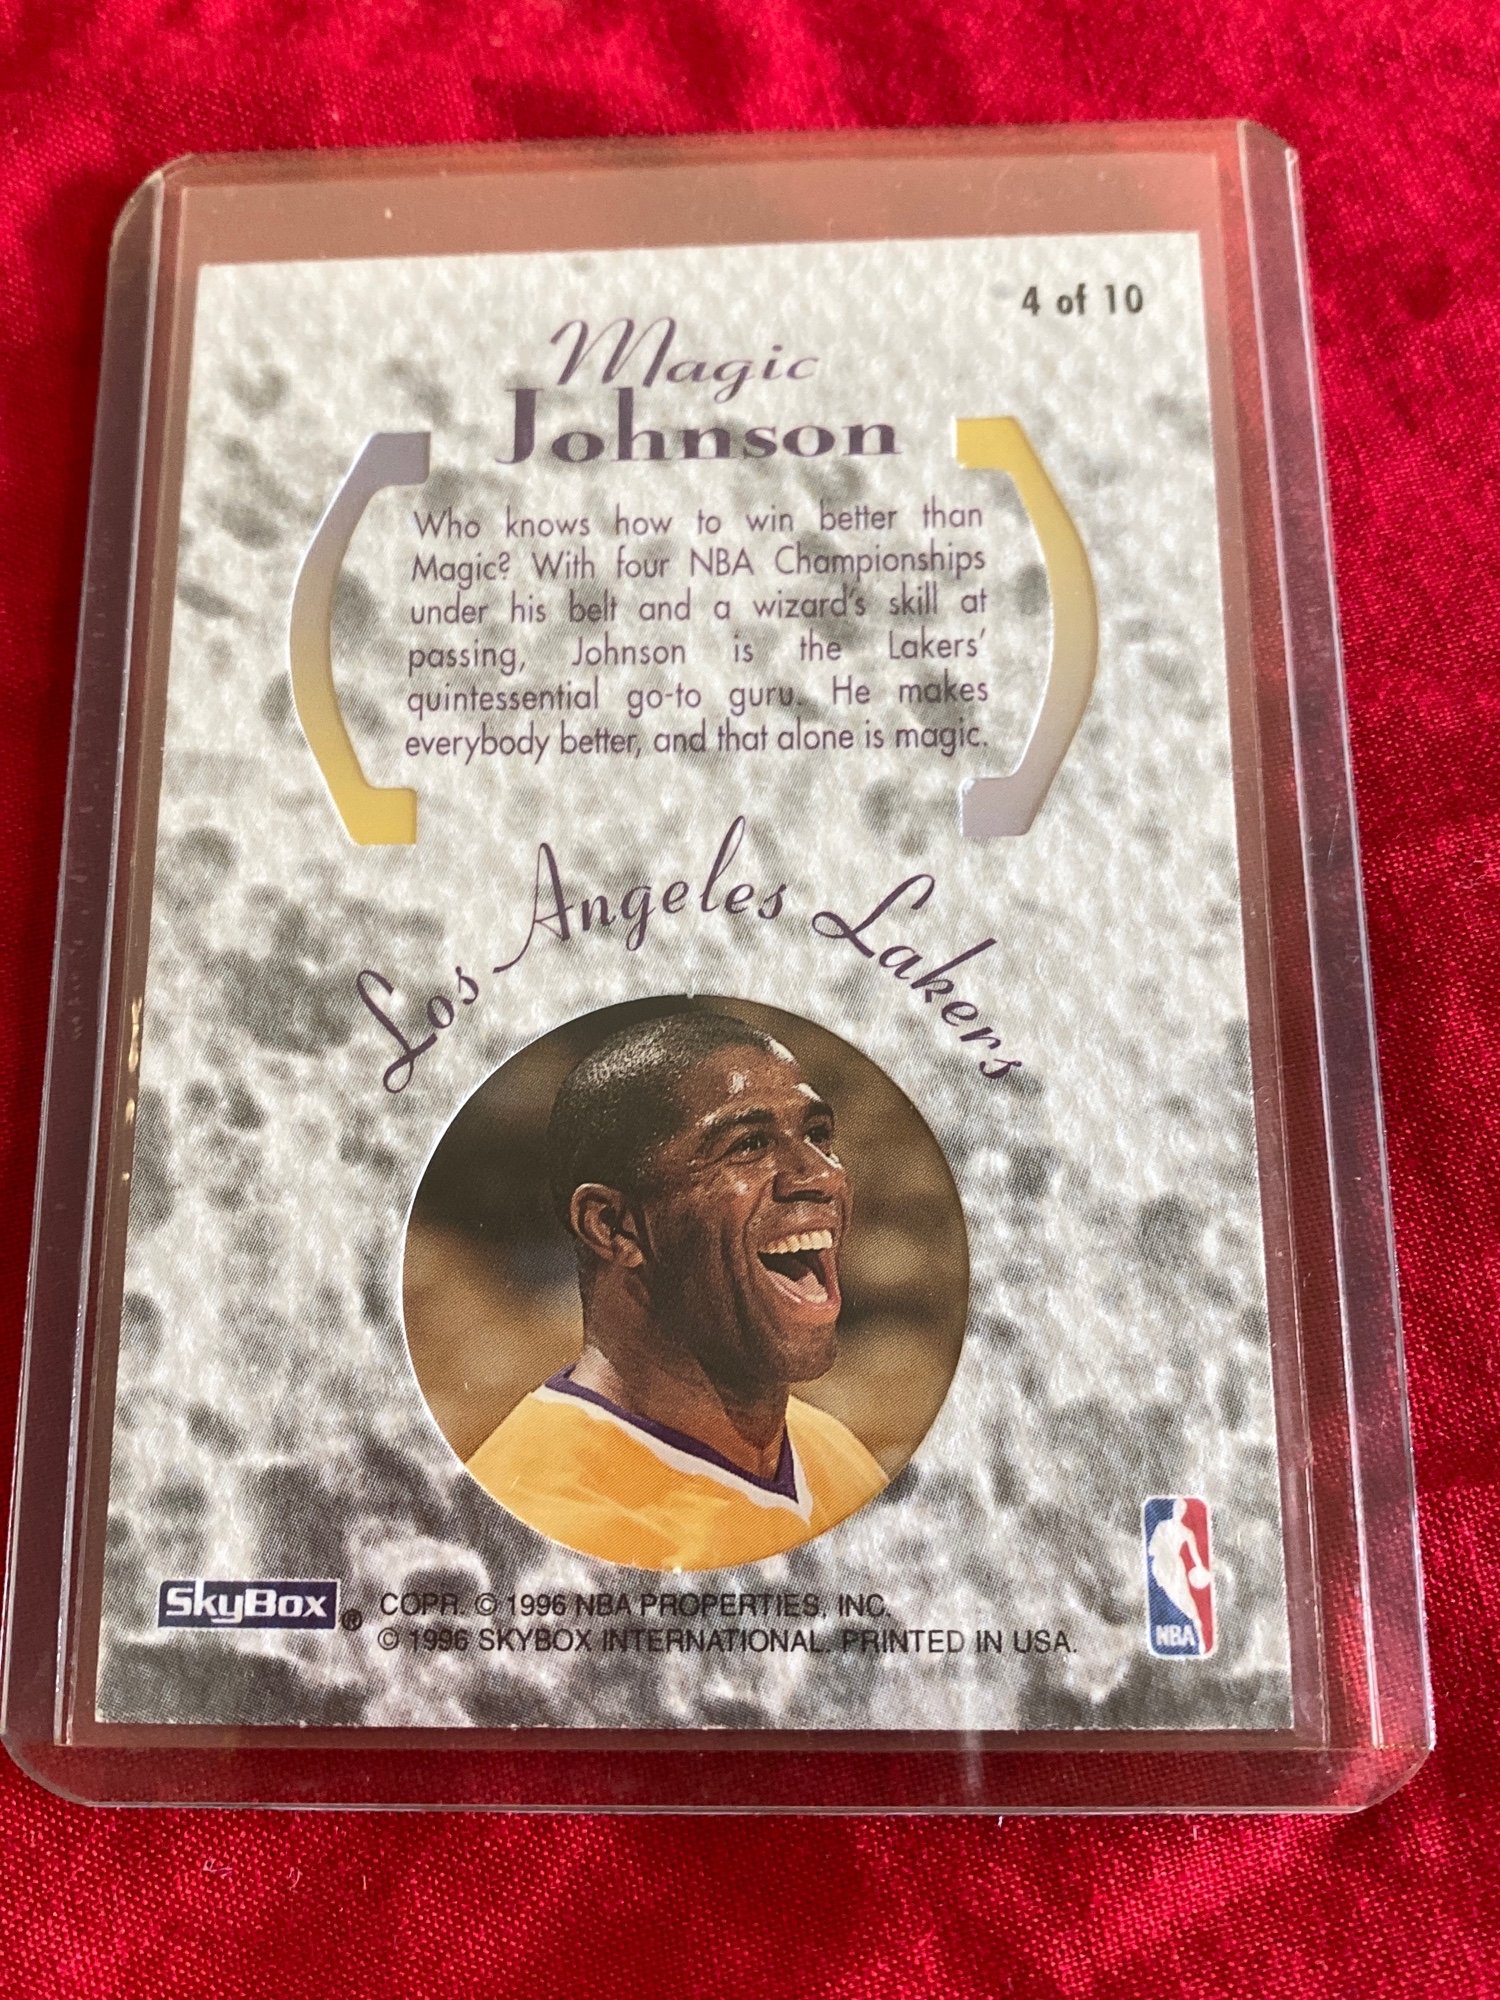 4 of 10
Magic
Johnson
Who knows how to win better than
Magic? With four NBA Championships
under his belt and a wizard's skill at
passing, Johnson is the Lakers'
quintessential go-to guru. He makes
everybody better, and that alone is magic.
Los Angeles Lakers
SkyBox ® COPR. © 1996 NBA PROPERTIES, INC.
© 1996 SKYBOX INTERNATIONAL. PRINTED IN USA.
NBA